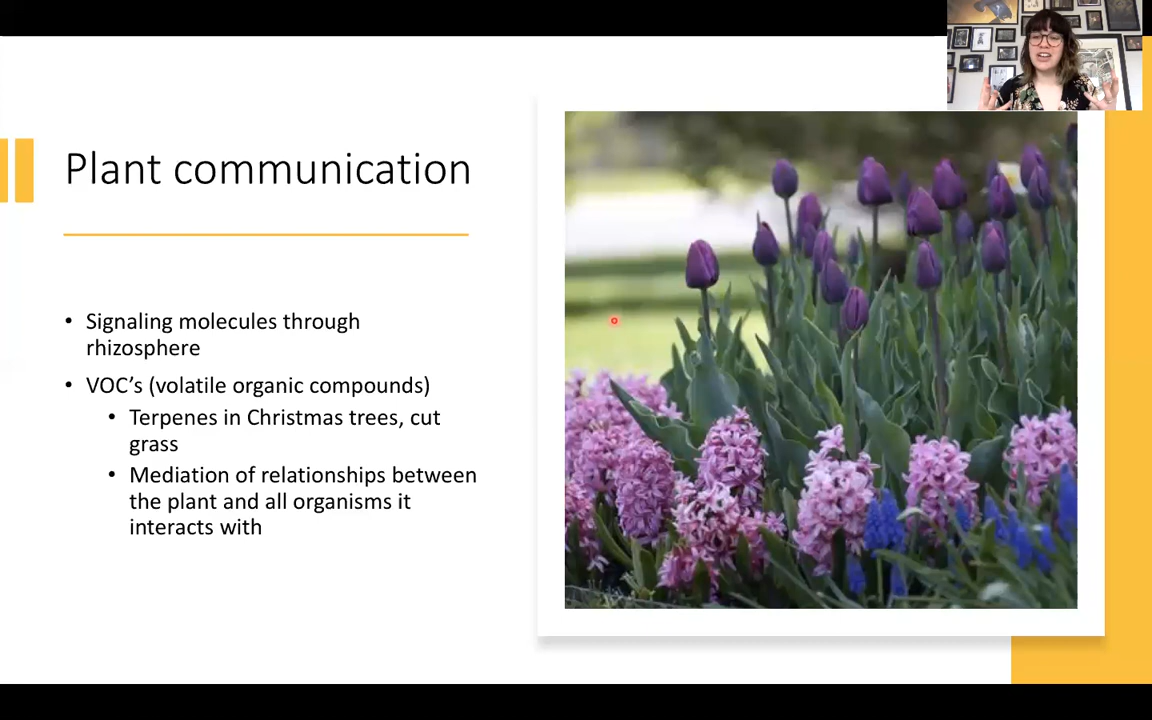 Plant communication
• Signaling molecules through
rhizosphere
• VOC’s (volatile organic compounds)
• Terpenes in Christmas trees, cut
grass
• Mediation of relationships between
the plant and all organisms it
interacts with